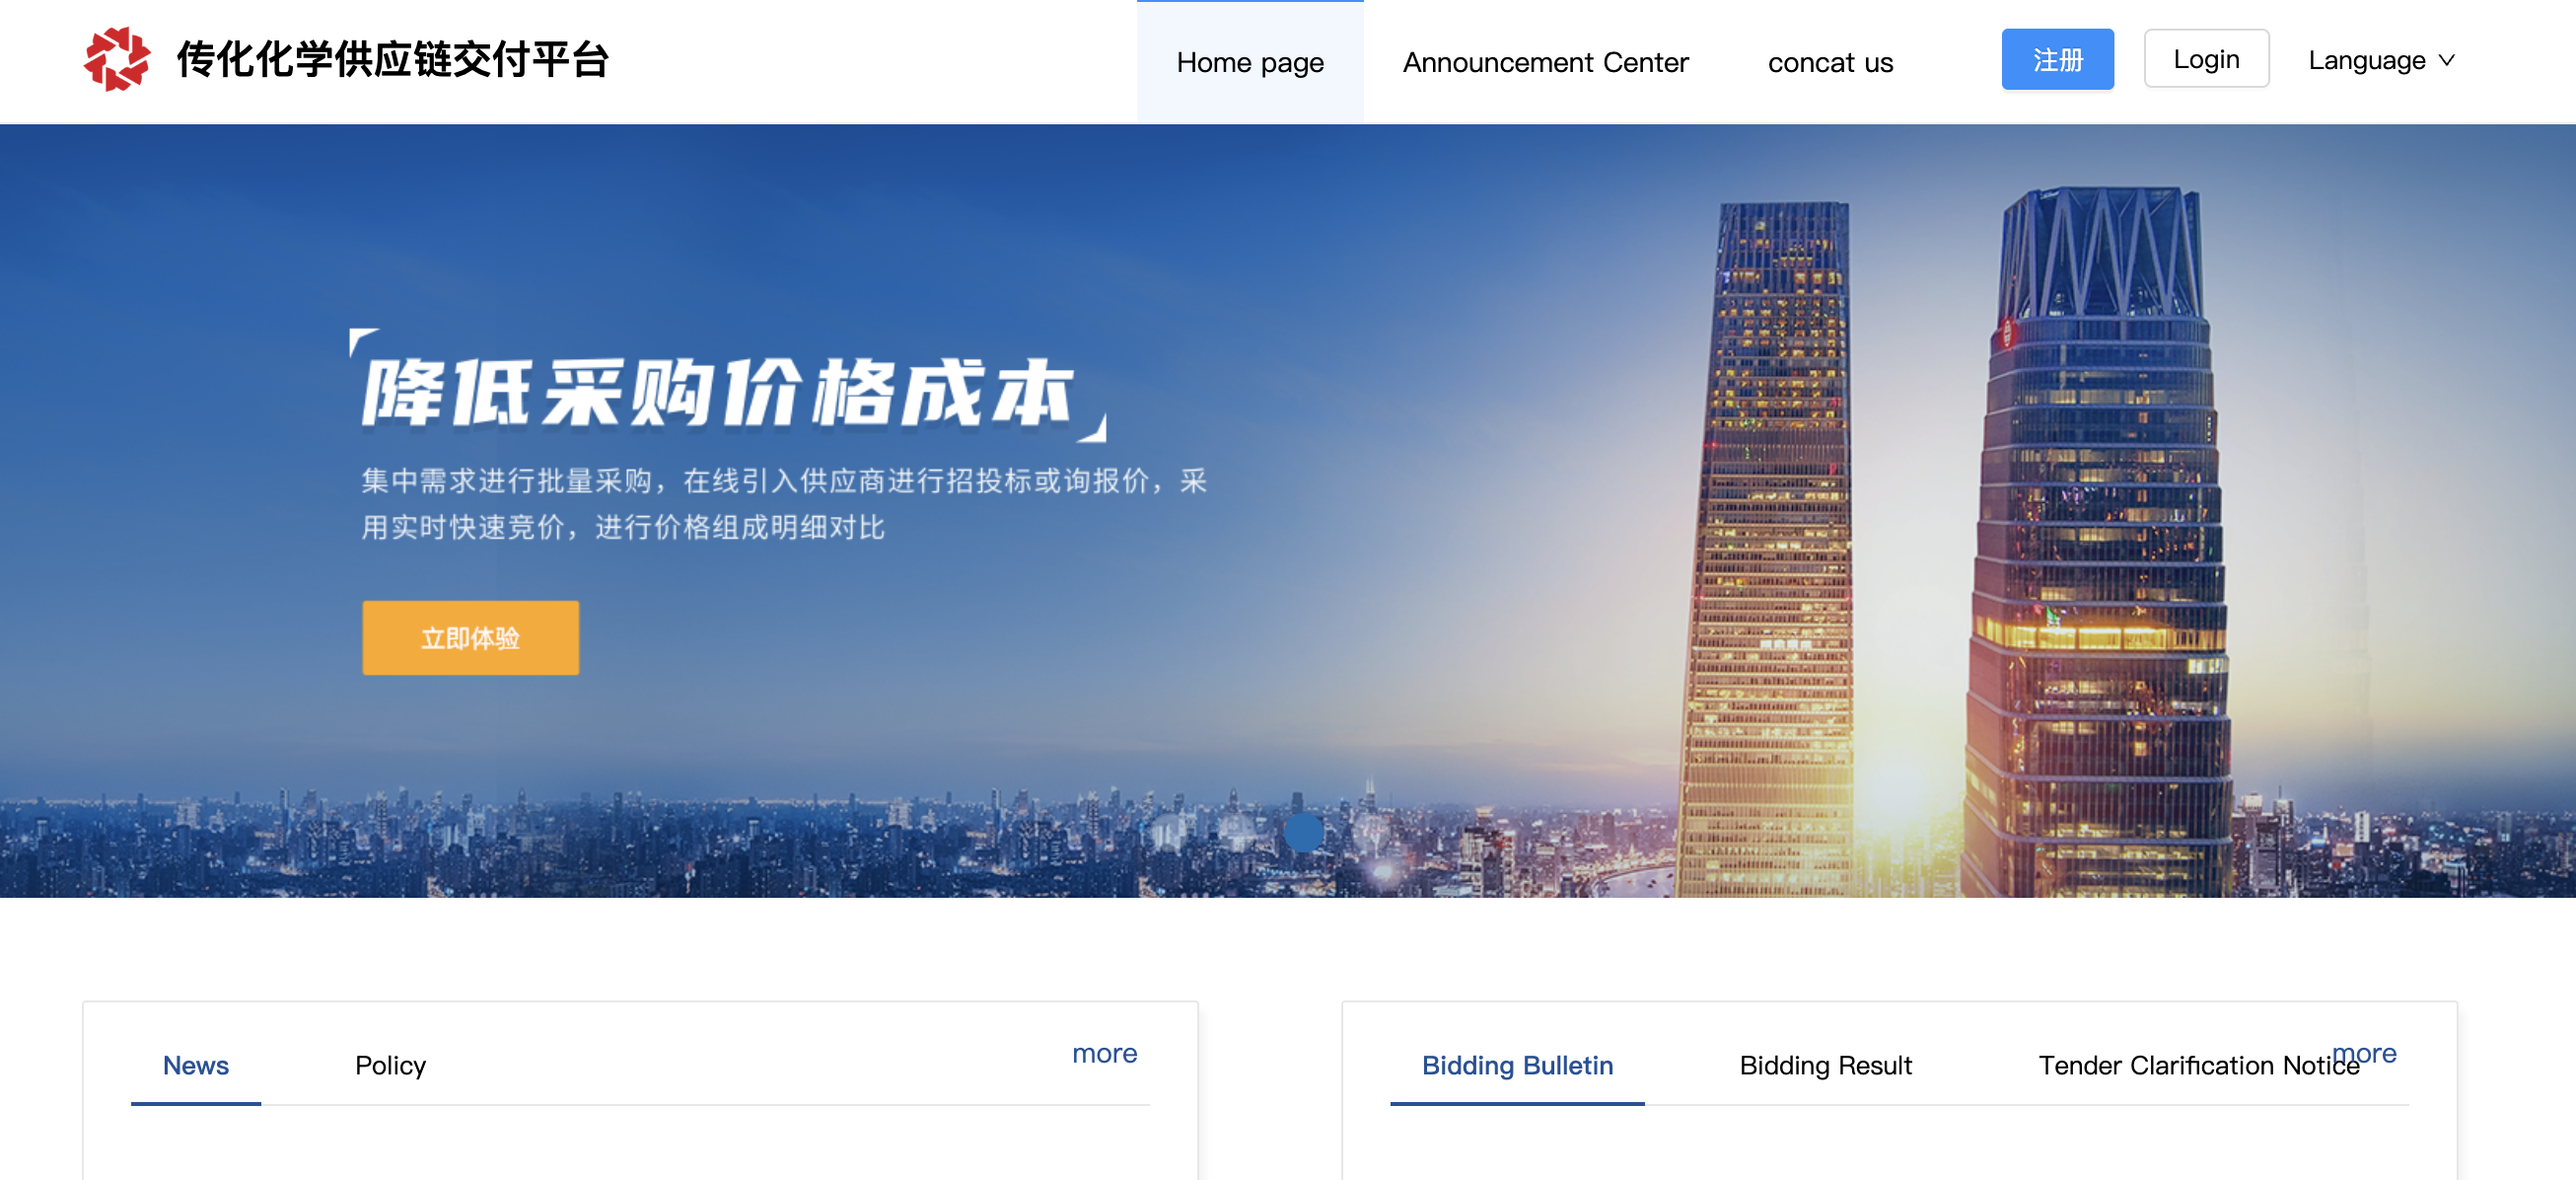 传化化学供应链交付平台
Home page
Announcement Center
concat us
注册
Login
Language
降低采购价格成本
集中需求进行批量采购，在线引入供应商进行招投标或询报价，采
用实时快速竞价，进行价格组成明细对比
立即体验
News
Policy
more
Bidding Bulletin
Bidding Result
Tender Clarification Notice
more